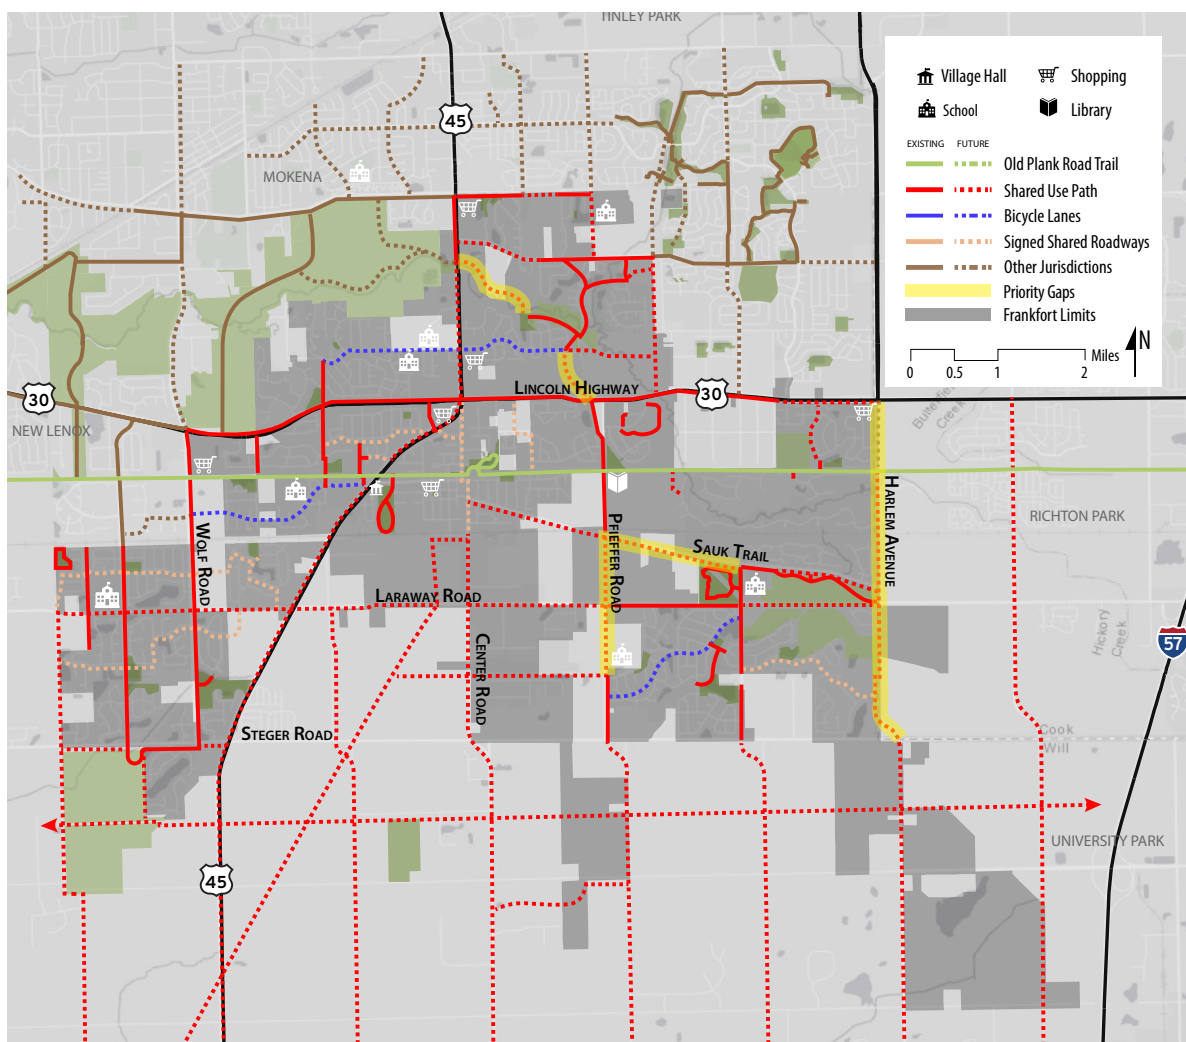 TINLEY PARK
Village Hall
Shopping
School
Library
EXISTING FUTURE
Old Plank Road Trail
Shared Use Path
Bicycle Lanes
Signed Shared Roadways
Other Jurisdictions
Priority Gaps
Frankfort Limits
Miles
0 0.5 1 2
N
45
MOKENA
LINCOLN HIGHWAY
30
30
NEW LENOX
Butterfield
Creek
HARLEM AVENUE
RICHTON PARK
WOLF ROAD
PFIEFFER ROAD
SAUK TRAIL
LARAWAY ROAD
CENTER ROAD
Hickory
Creek
57
STEGER ROAD
Cook
Will
UNIVERSITY PARK
45